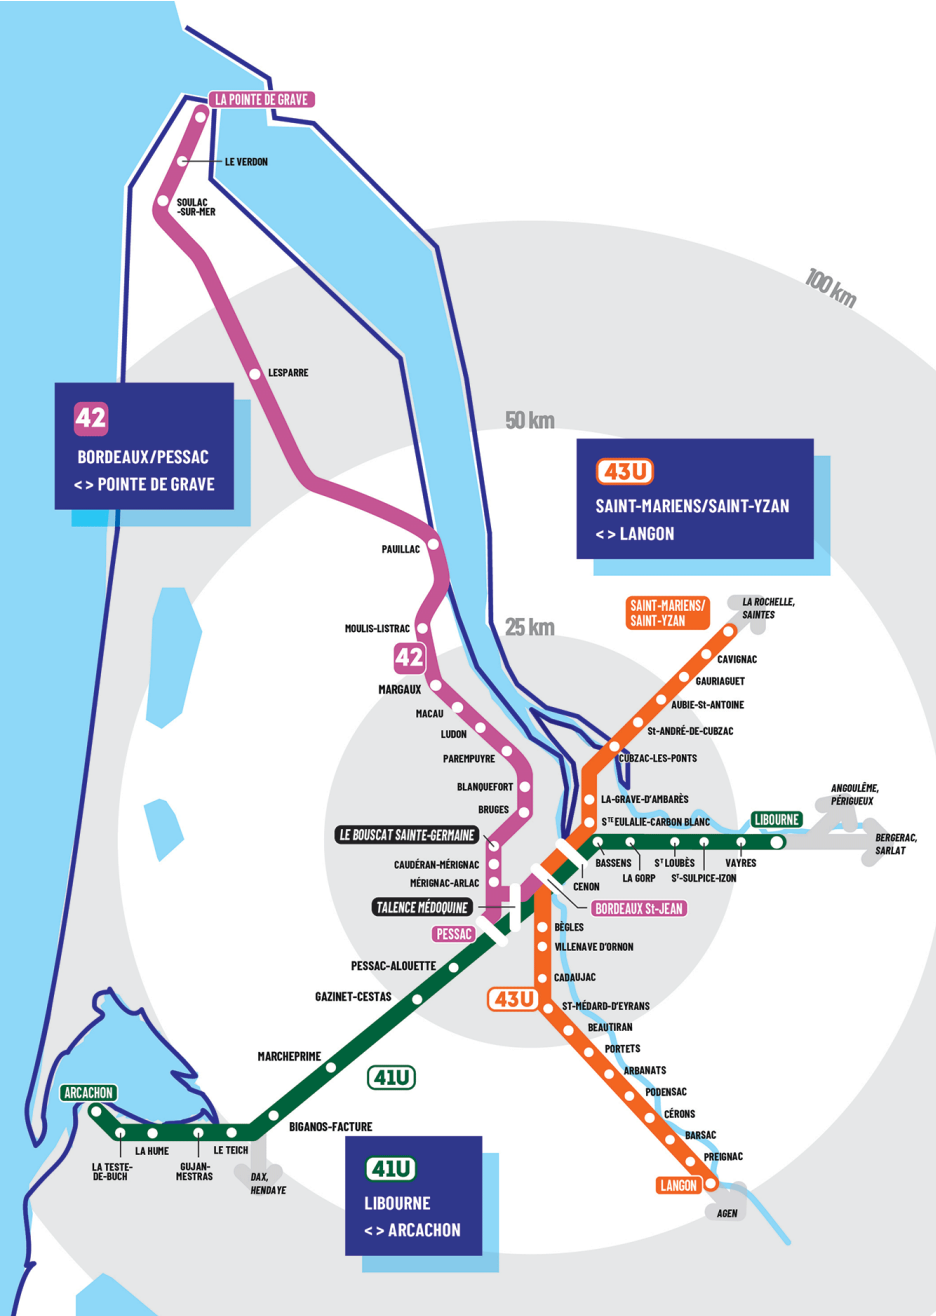 LA POINTE DE GRAVE
LE VERDON
SOULAC
-SUR-MER
100 km
LESPARRE
42
BORDEAUX/PESSAC
<> POINTE DE GRAVE
50 km
43U
SAINT-MARIENS/SAINT-YZAN
<> LANGON
PAUILLAC
MOULIS-LISTRAC
25 km
42
MARGAUX
MACAU
LUDON
PAREMPUYRE
BLANQUEFORT
BRUGES
LE BOUSCAT SAINTE-GERMAINE
CAUDÉRAN-MÉRIGNAC
MÉRIGNAC-ARLAC
TALENCE MÉDOQUINE
PESSAC
LA ROCHELLE,
SAINTES
SAINT-MARIENS/
SAINT-YZAN
CAVIGNAC
GAURIAGUET
AUBIE-St-ANTOINE
St-ANDRÉ-DE-CUBZAC
CUBZAC-LES-PONTS
LA-GRAVE-D'AMBARÈS
STE EULALIE-CARBON BLANC
LIBOURNE
ANGOULÊME,
PÉRIGUEUX
BERGERAC,
SARLAT
BASSENS
LA GORP
ST LOUBÈS
ST-SULPICE-IZON
VAYRES
CENON
BORDEAUX St-JEAN
BÈGLES
VILLENAVE D'ORNON
CADAUJAC
43U
ST-MÉDARD-D'EYRANS
BEAUTIRAN
PORTETS
ARBANATS
PODENSAC
CÉRONS
BARSAC
PREIGNAC
LANGON
AGEN
PESSAC-ALOUETTE
GAZINET-CESTAS
MARCHEPRIME
41U
BIGANOS-FACTURE
ARCACHON
LA TESTE-
DE-BUCH
LA HUME
GUJAN-
MESTRAS
LE TEICH
DAX,
HENDAYE
41U
LIBOURNE
<> ARCACHON